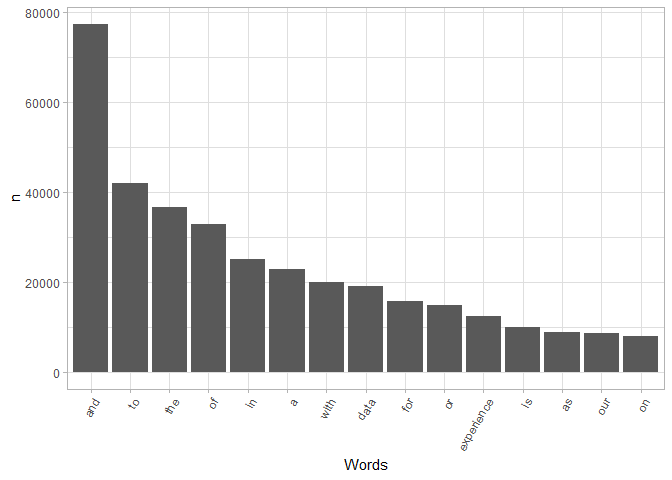 80000
60000
40000
20000
0
n
and to the of in a with data for or experience is as our on
Words